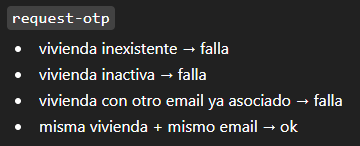 request-otp
• vivienda inexistente → falla
• vivienda inactiva → falla
• vivienda con otro email ya asociado → falla
• misma vivienda + mismo email → ok